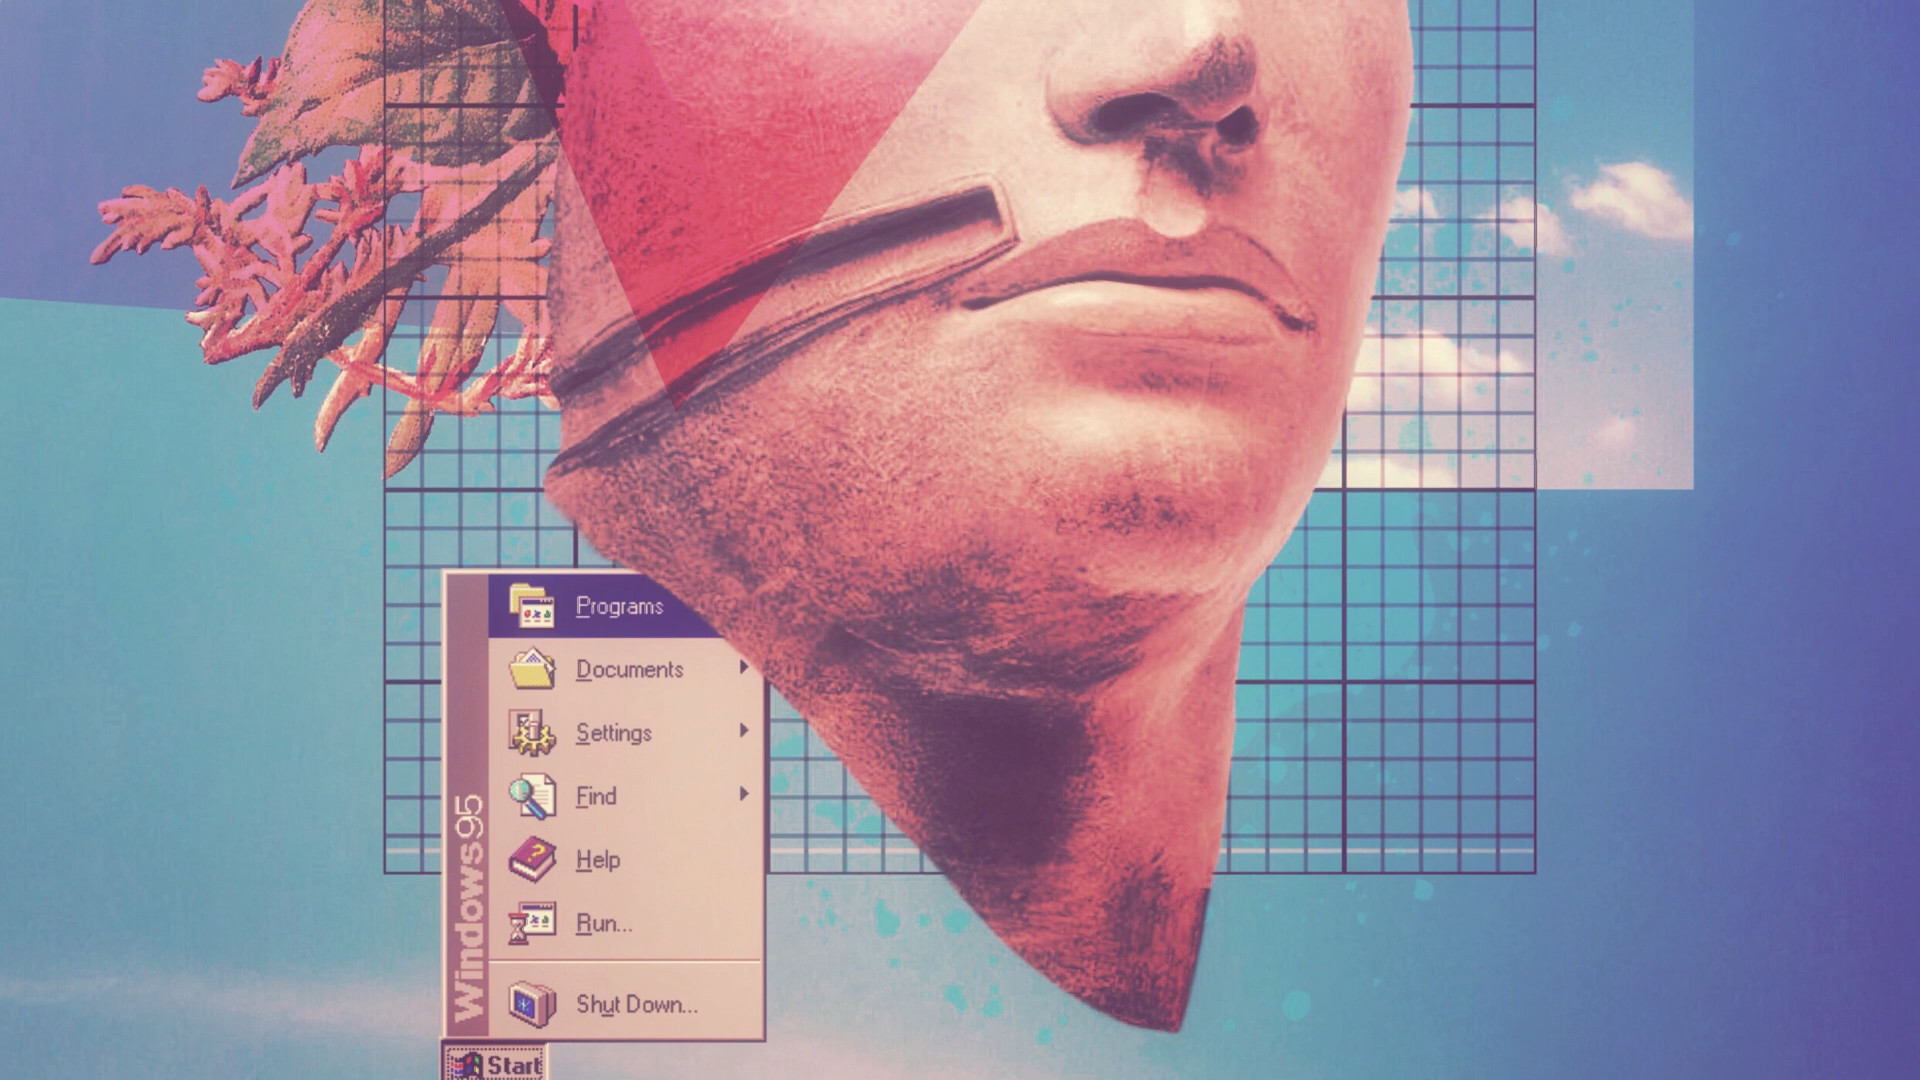 Programs
Documents
Settings
Find
Help
Run...
Shut Down...
Windows95
Start